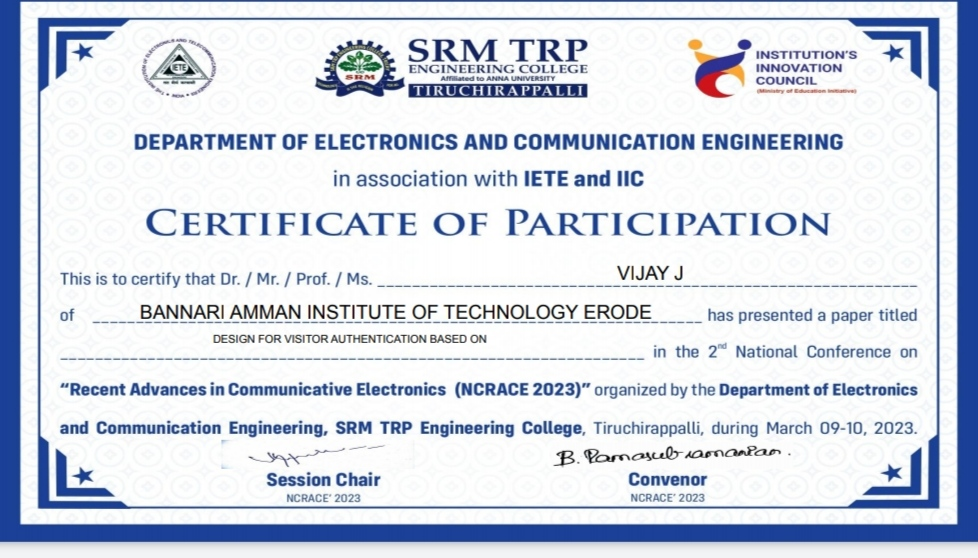 IETE
SRM
SRM TRP
ENGINEERING COLLEGE
Affiliated to ANNA UNIVERSITY
TIRUCHIRAPPALLI
INSTITUTION'S
INNOVATION
COUNCIL
(Ministry of Education Initiative)
DEPARTMENT OF ELECTRONICS AND COMMUNICATION ENGINEERING
in association with IETE and IIC
CERTIFICATE OF PARTICIPATION
This is to certify that Dr. / Mr. / Prof. / Ms. VIJAY J
of BANNARI AMMAN INSTITUTE OF TECHNOLOGY ERODE has presented a paper titled
DESIGN FOR VISITOR AUTHENTICATION BASED ON
in the 2nd National Conference on
"Recent Advances in Communicative Electronics (NCRACE 2023)" organized by the Department of Electronics
and Communication Engineering, SRM TRP Engineering College, Tiruchirappalli, during March 09-10, 2023.
B. Ramasubramanian.
Session Chair Convenor
NCRACE' 2023 NCRACE' 2023